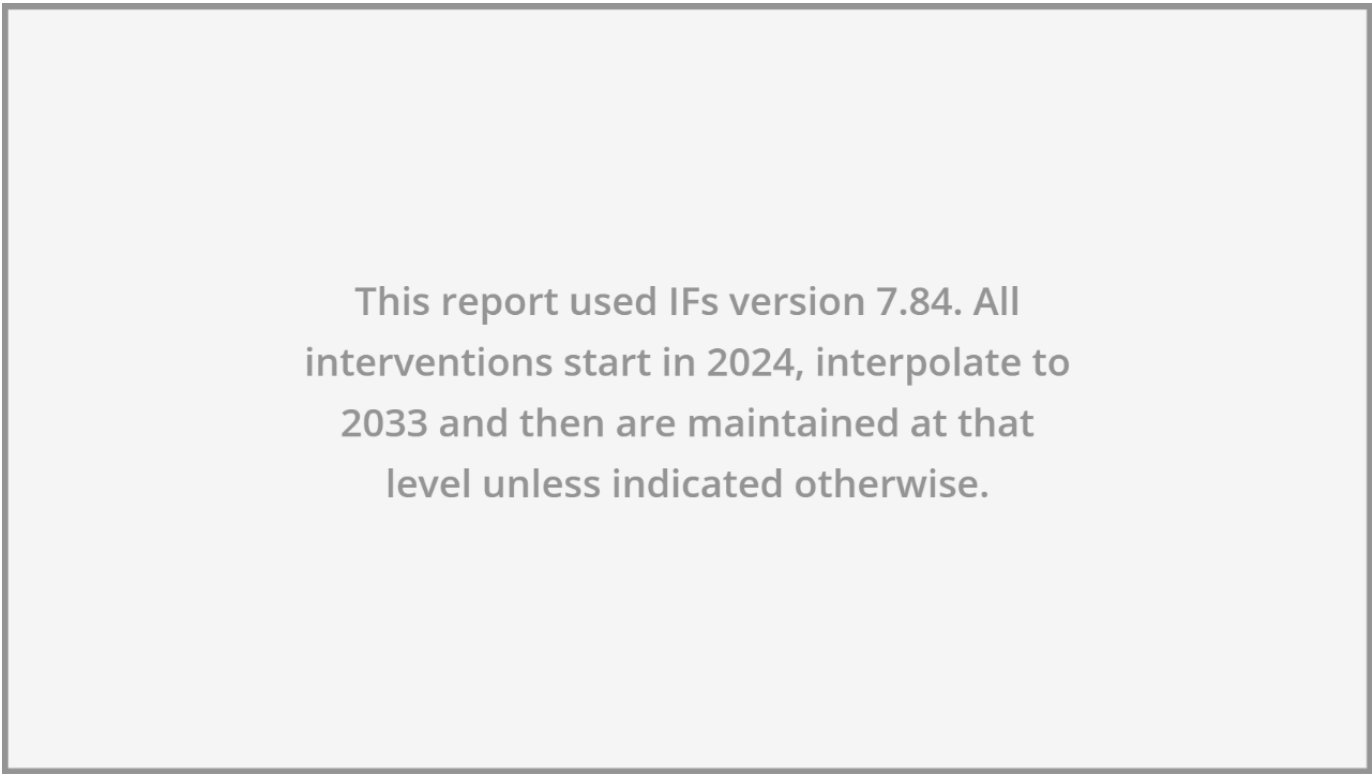 This report used IFs version 7.84. All
interventions start in 2024, interpolate to
2033 and then are maintained at that
level unless indicated otherwise.